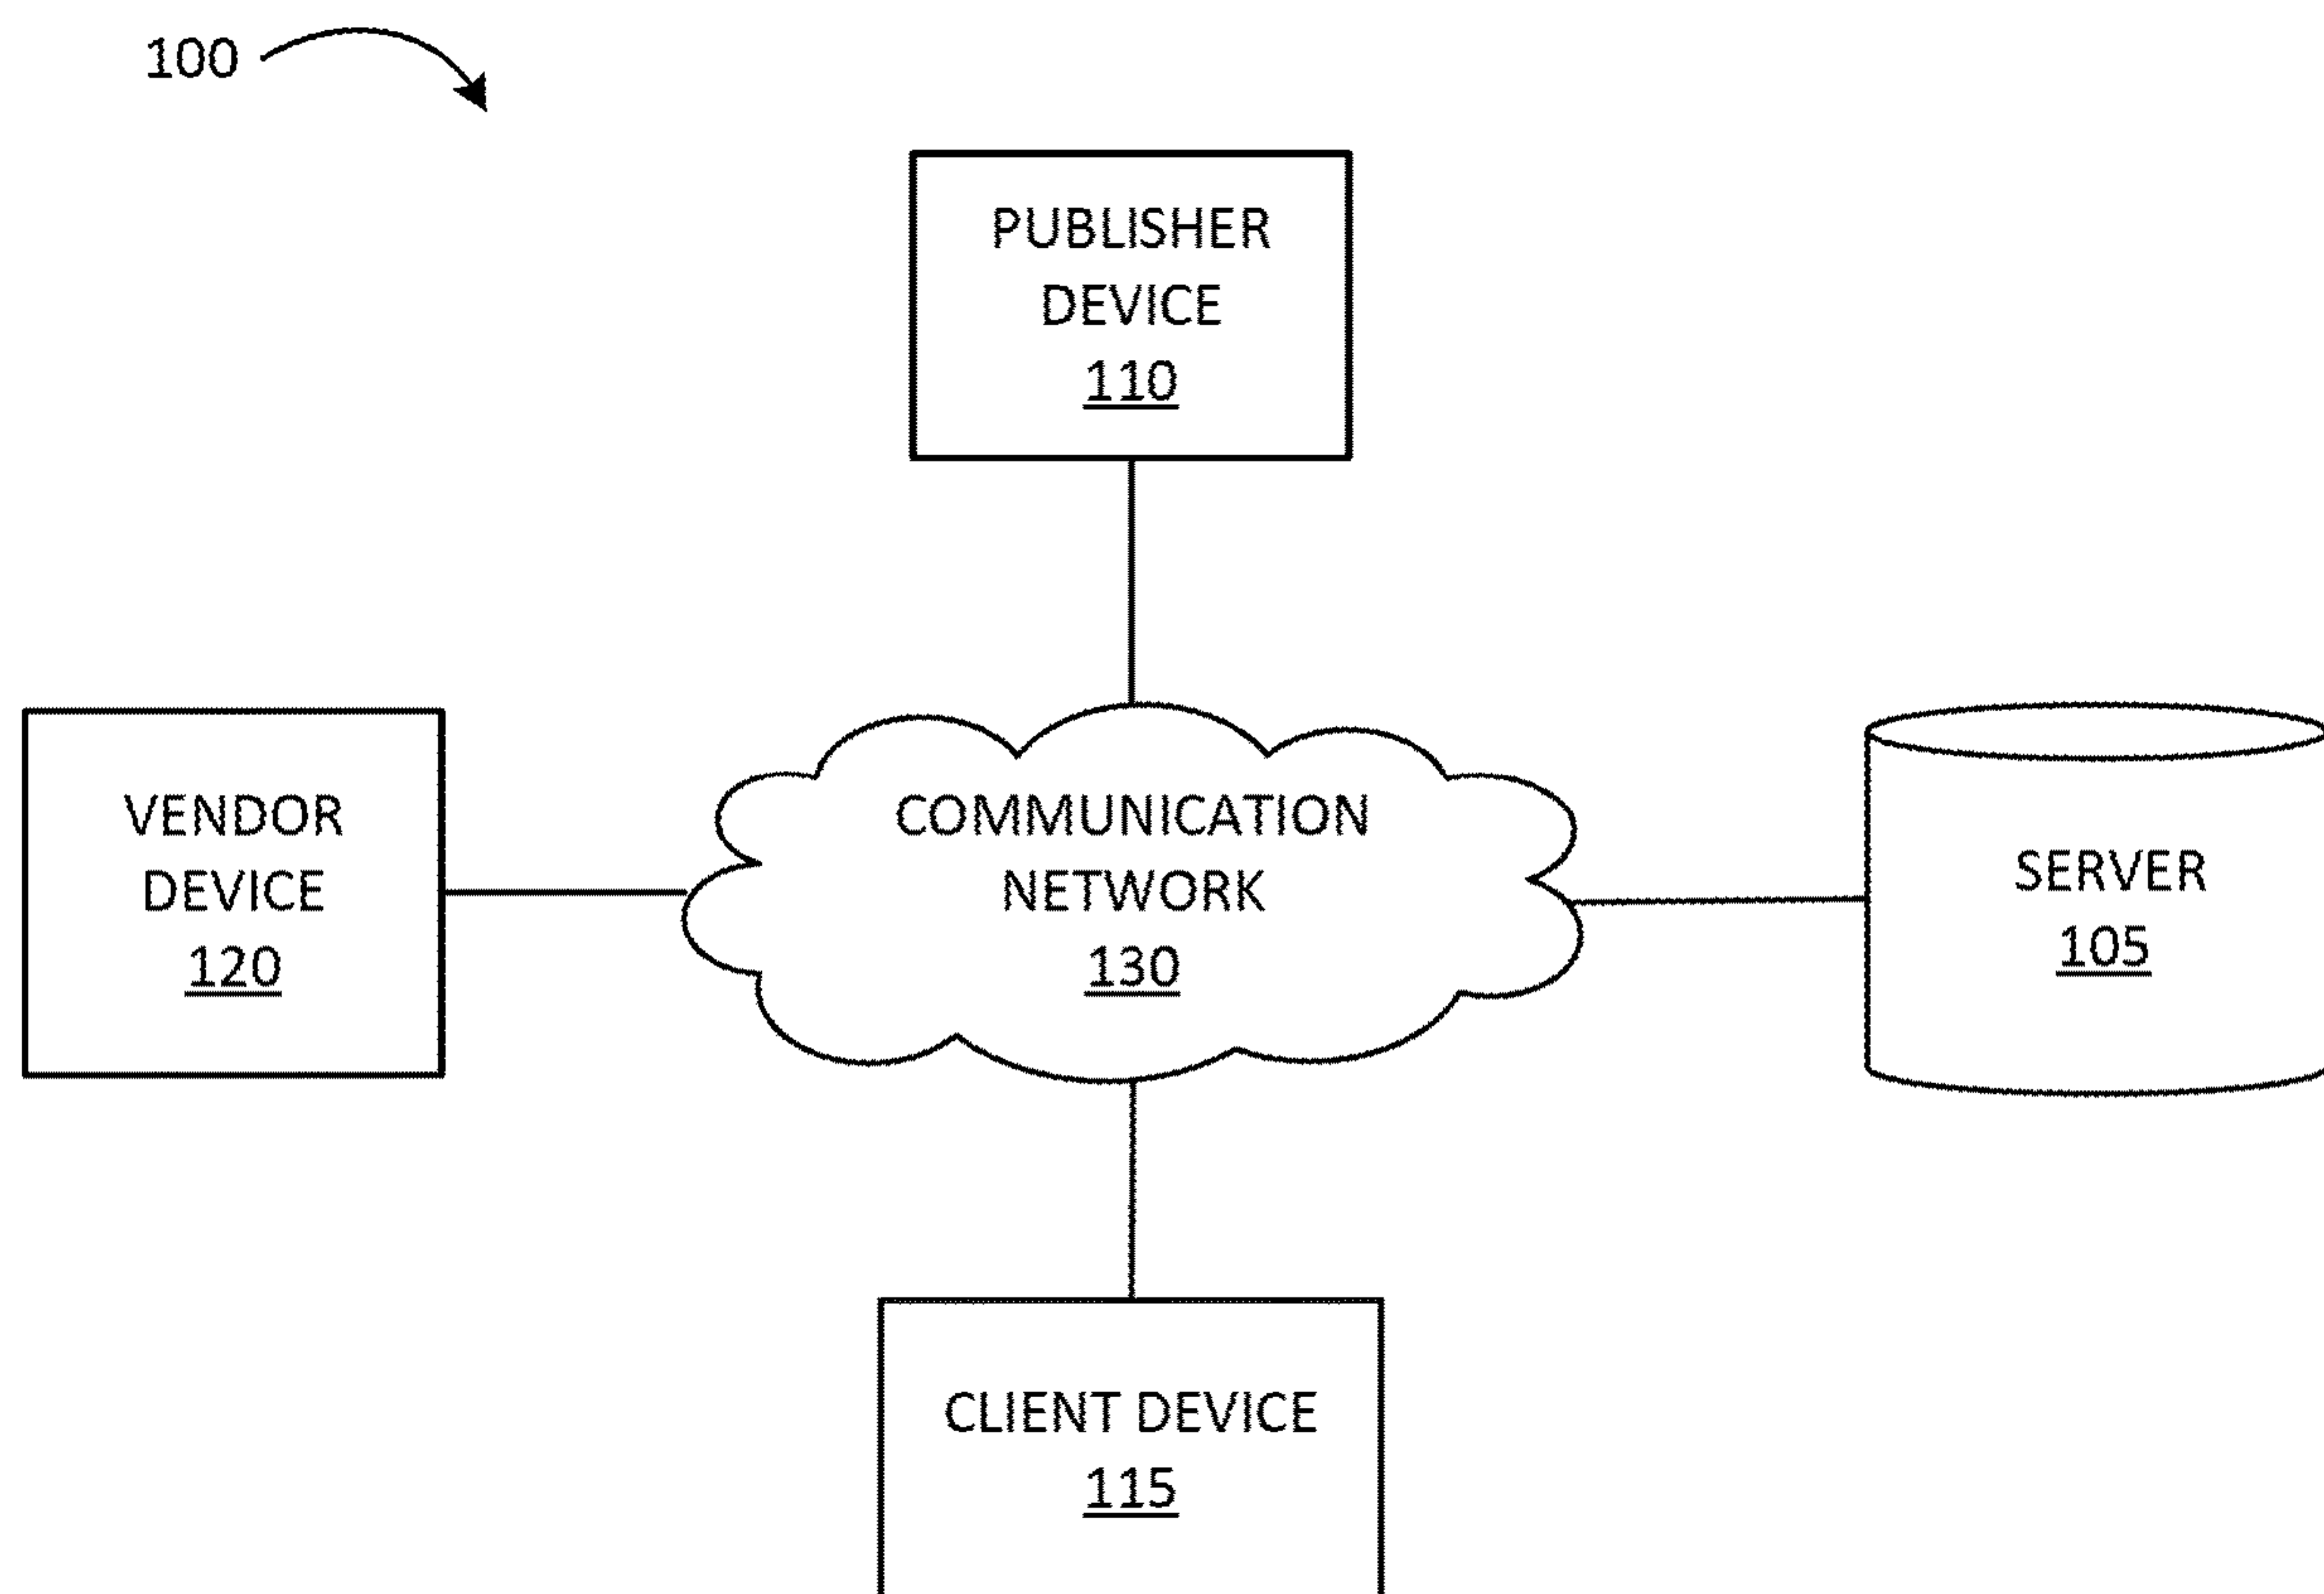 100
PUBLISHER
DEVICE
110
VENDOR
DEVICE
120
COMMUNICATION
NETWORK
130
SERVER
105
CLIENT DEVICE
115